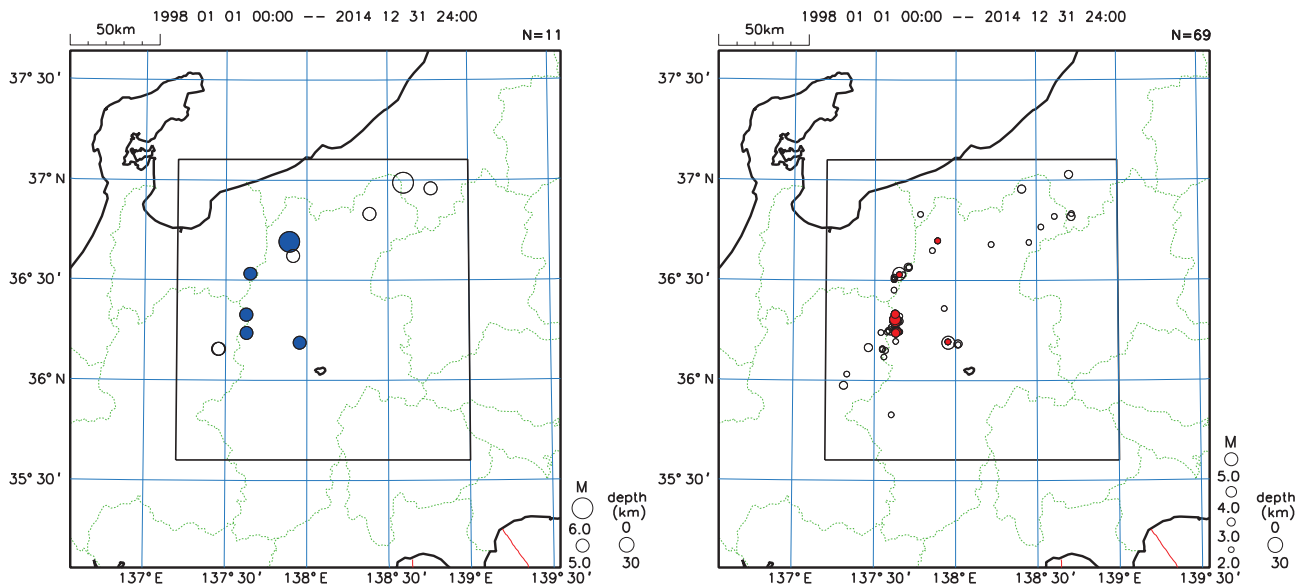 1998 01 01 00:00 -- 2014 12 31 24:00
50km
N=11
37°30'
37°N
36°30'
36°N
35°30'
137°E
137°30'
138°E
138°30'
139°E
139°30'
M
6.0
5.0
depth
(km)
0
30
1998 01 01 00:00 -- 2014 12 31 24:00
50km
N=69
37°30'
37°N
36°30'
36°N
35°30'
137°E
137°30'
138°E
138°30'
139°E
139°30'
M
5.0
4.0
3.0
2.0
depth
(km)
0
30